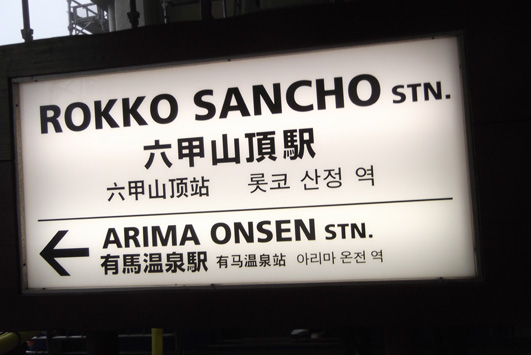 ROKKO SANCHO STN.
六甲山頂駅
六甲山顶站 롯코 산정 역
← ARIMA ONSEN STN.
有馬温泉駅 有马温泉站 아리마 온전 역